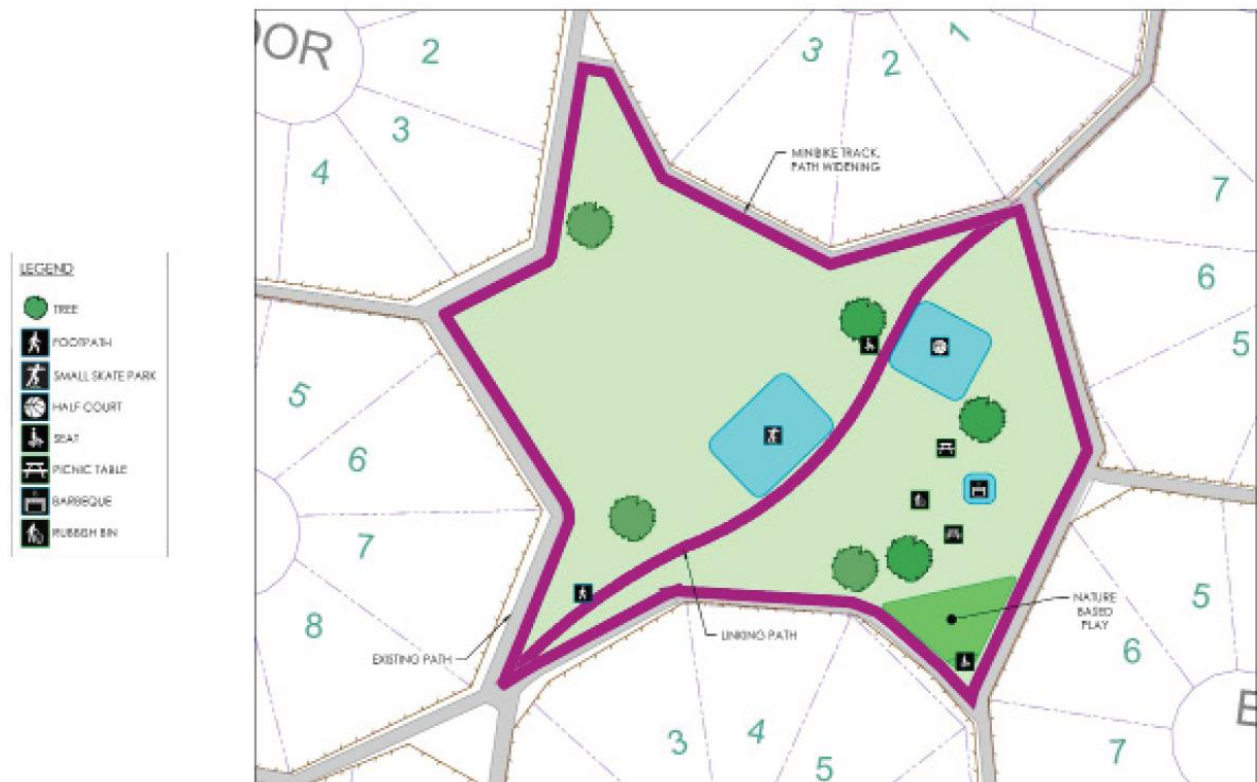 LEGEND
TREE
FOOTPATH
SMALL SKATE PARK
HALF COURT
SEAT
PICNIC TABLE
BARBEQUE
RUBBISH BIN
OOR
2
3
4
3
2
1
MINIBIKE TRACK,
PATH WIDENING
7
6
5
5
6
7
8
EXISTING PATH
LINKING PATH
NATURE
BASED
PLAY
3
4
5
5
6
7
E